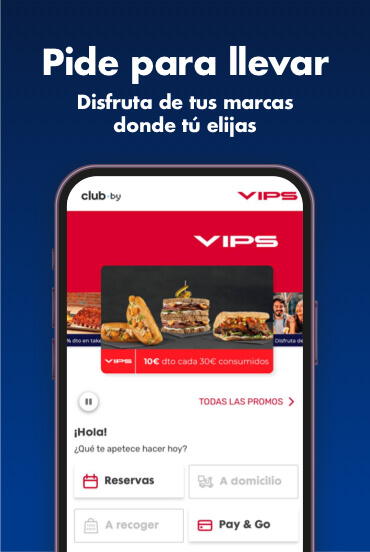 Pide para llevar
Disfruta de tus marcas
donde tú elijas
club·by
VIPS
VIPS
% dto en take
VIPS 10€ dto cada 30€ consumidos
Disfruta de
TODAS LAS PROMOS
¡Hola!
¿Qué te apetece hacer hoy?
Reservas
A domicilio
A recoger
Pay & Go